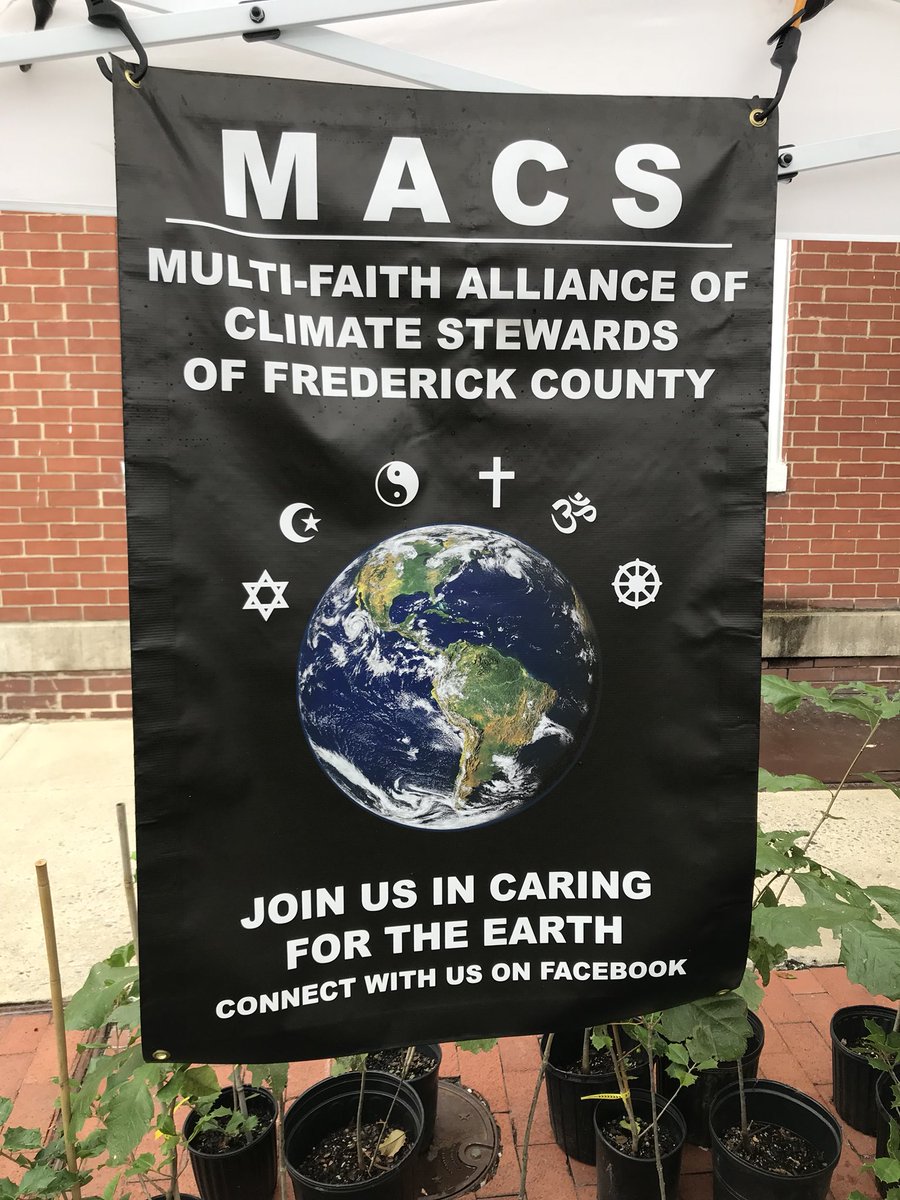 MACS
MULTI-FAITH ALLIANCE OF
CLIMATE STEWARDS
OF FREDERICK COUNTY
JOIN US IN CARING
FOR THE EARTH
CONNECT WITH US ON FACEBOOK